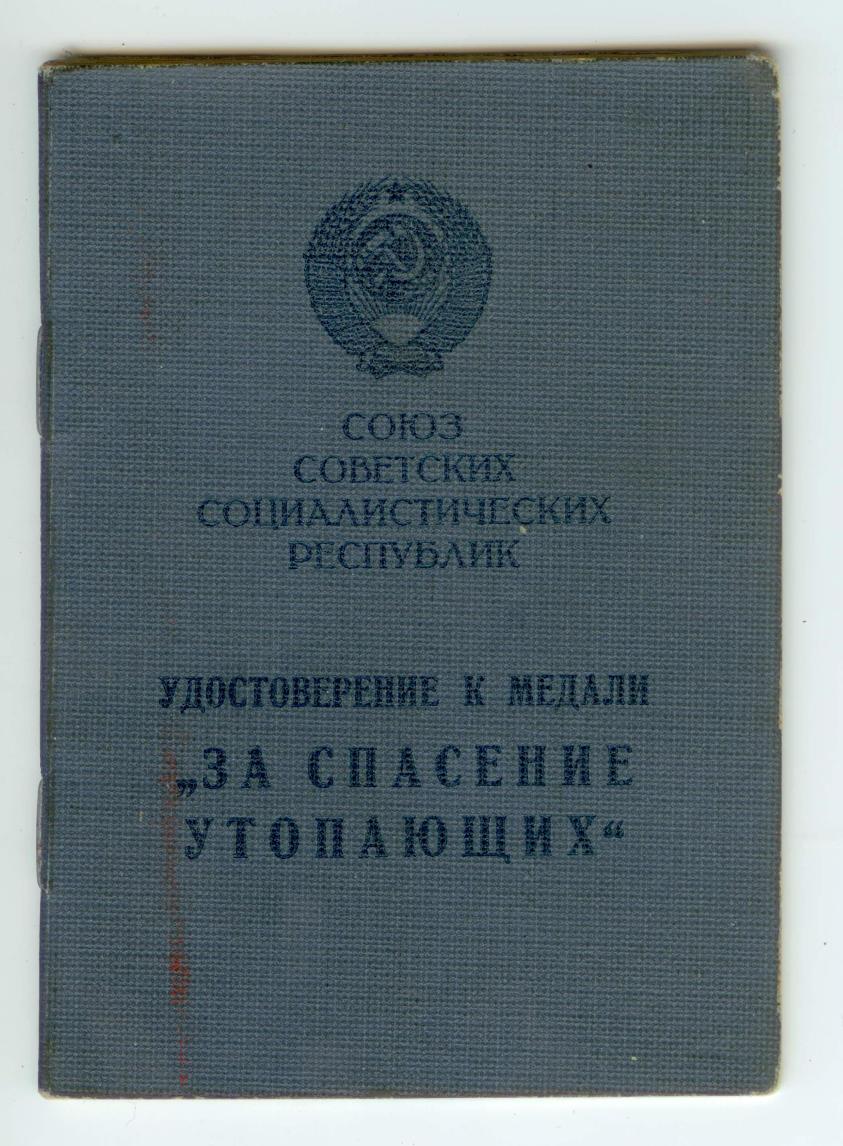 СОЮЗ
СОВЕТСКИХ
СОЦИАЛИСТИЧЕСКИХ
РЕСПУБЛИК
УДОСТОВЕРЕНИЕ К МЕДАЛИ
„ЗА СПАСЕНИЕ
УТОПАЮЩИХ“